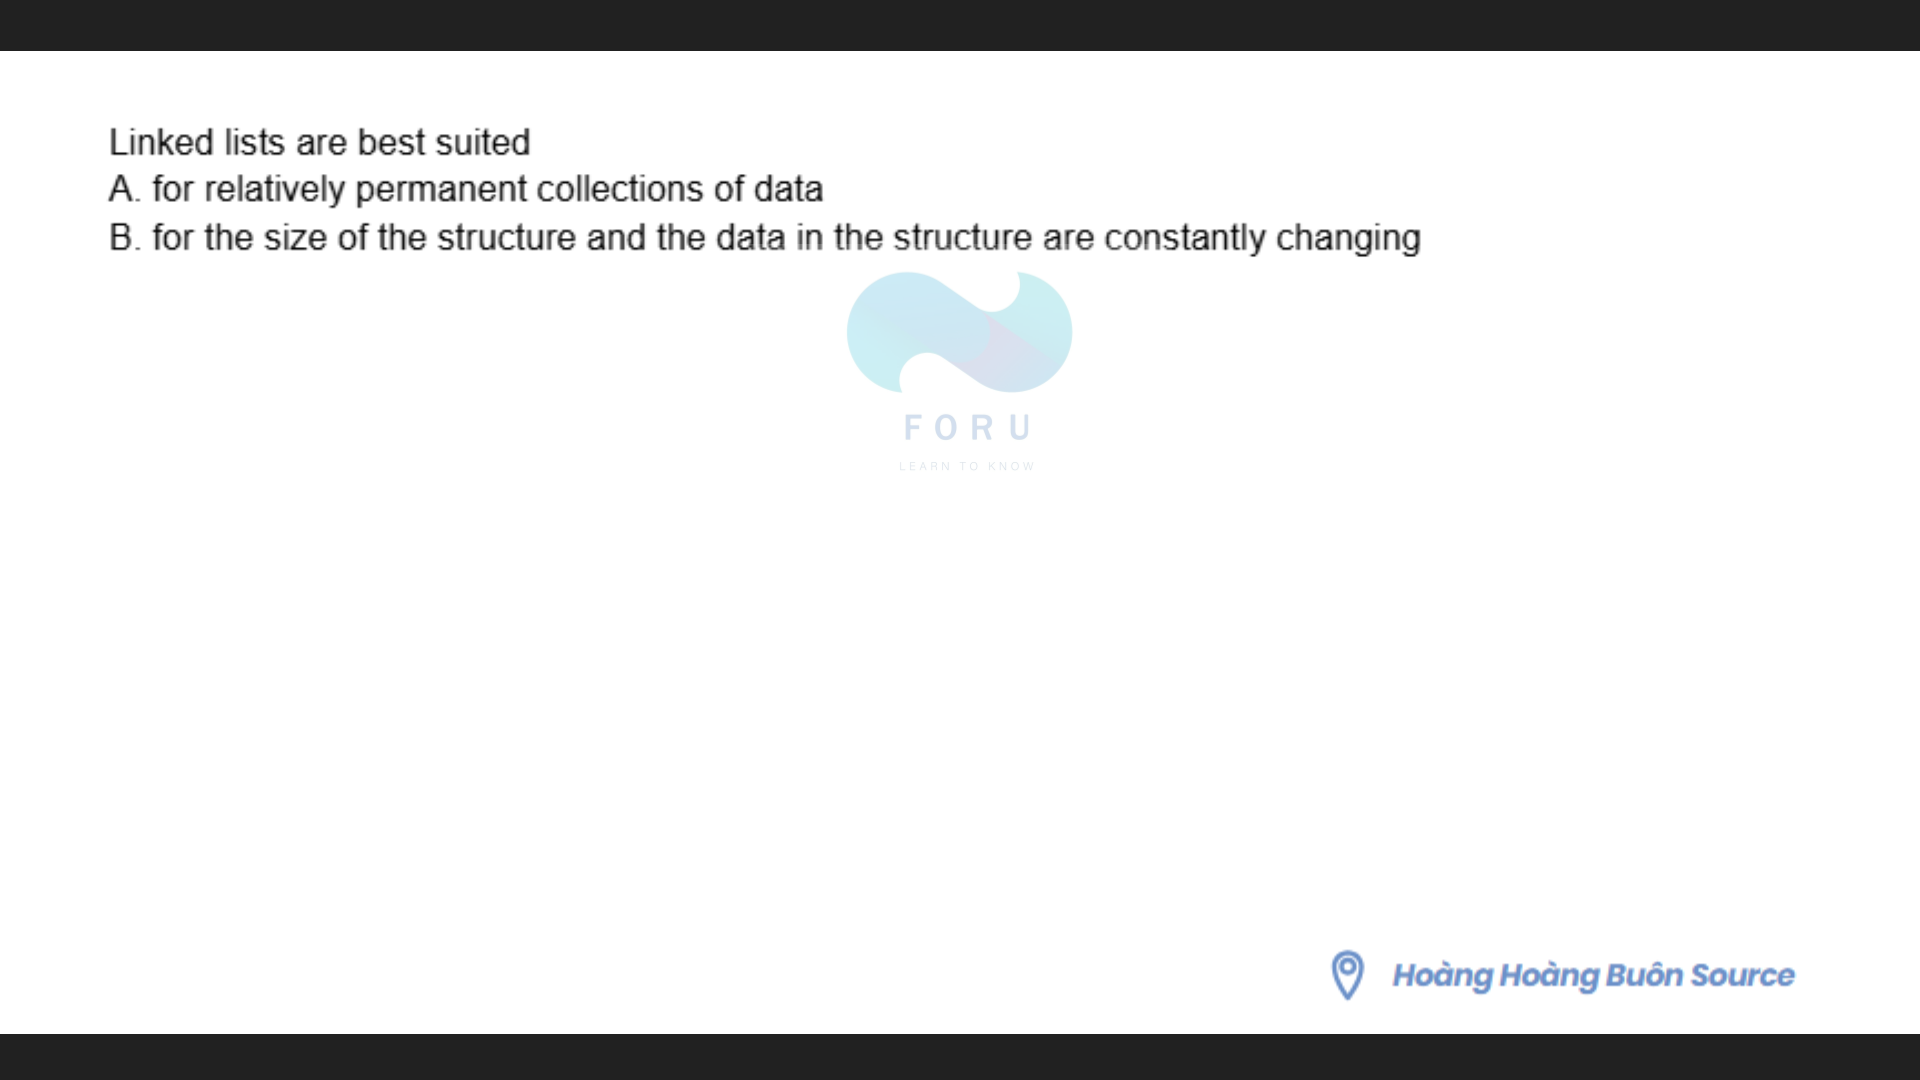 Linked lists are best suited
A. for relatively permanent collections of data
B. for the size of the structure and the data in the structure are constantly changing
FORU
LEARN TO KNOW
Hoàng Hoàng Buôn Source